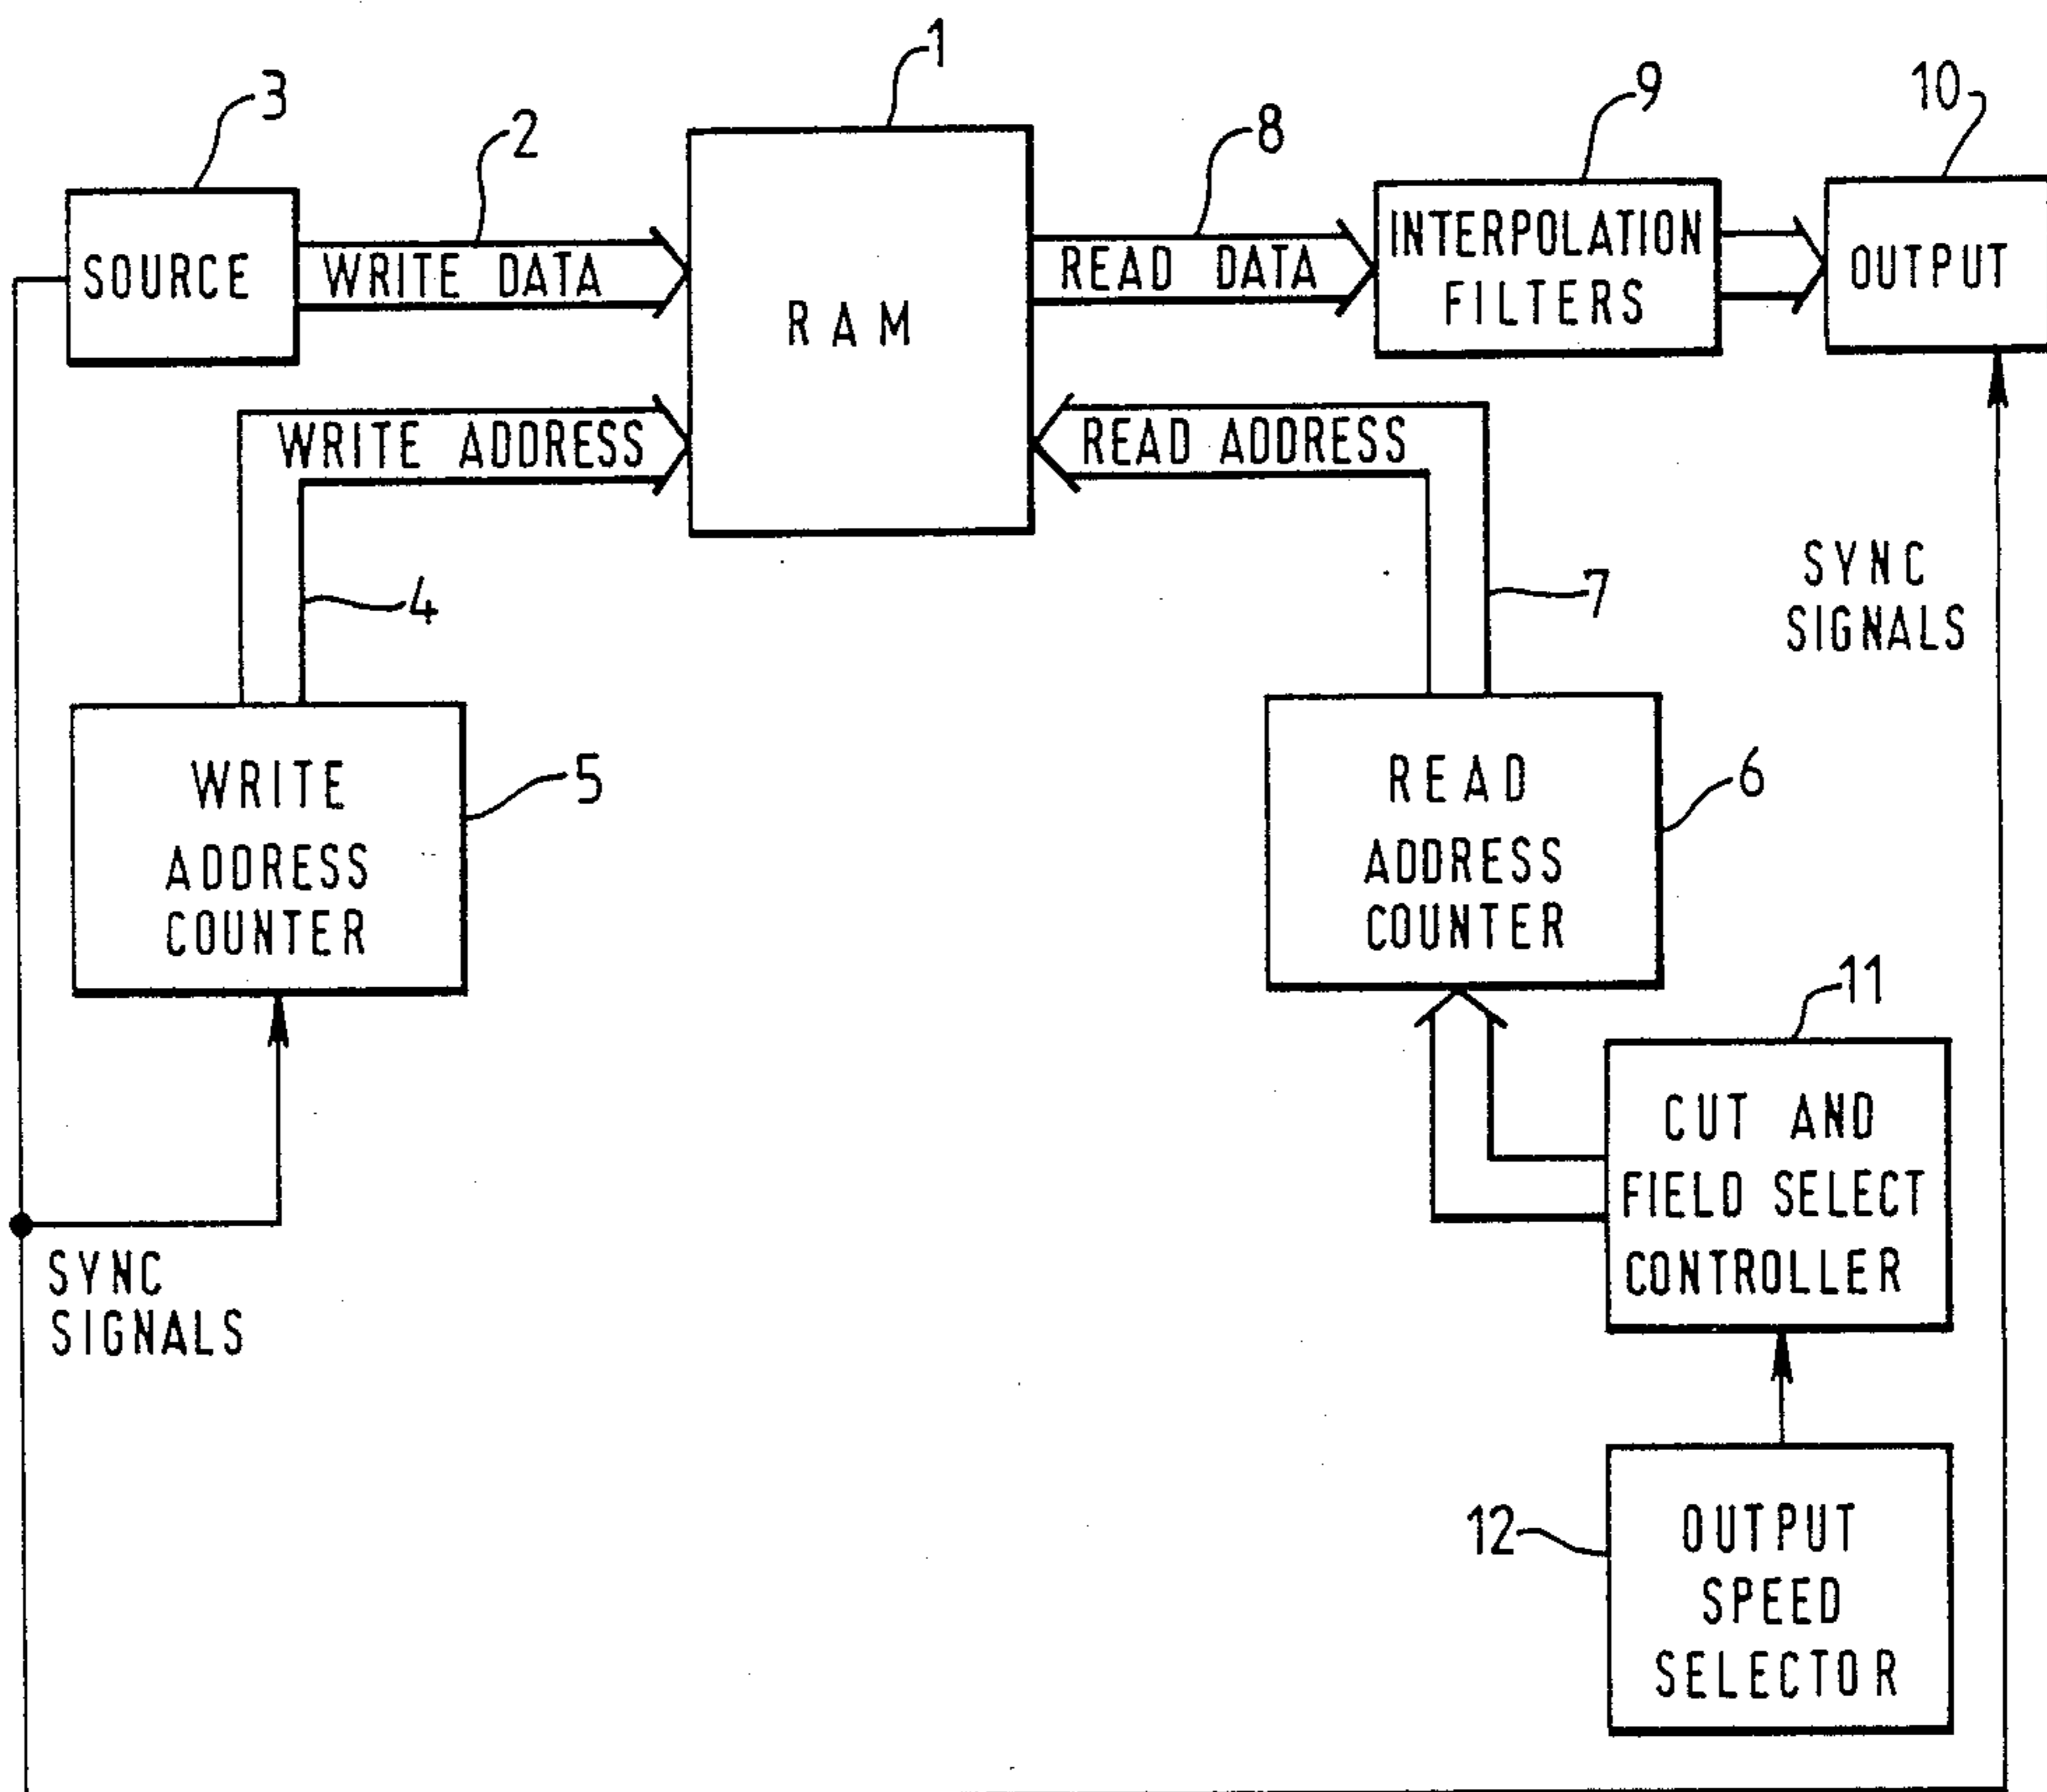 1
3
2
8
9
10
SOURCE
WRITE DATA
RAM
READ DATA
INTERPOLATION
FILTERS
OUTPUT
WRITE ADDRESS
READ ADDRESS
4
7
SYNC
SIGNALS
WRITE
ADDRESS
COUNTER
5
READ
ADDRESS
COUNTER
6
11
CUT AND
FIELD SELECT
CONTROLLER
SYNC
SIGNALS
12
OUTPUT
SPEED
SELECTOR